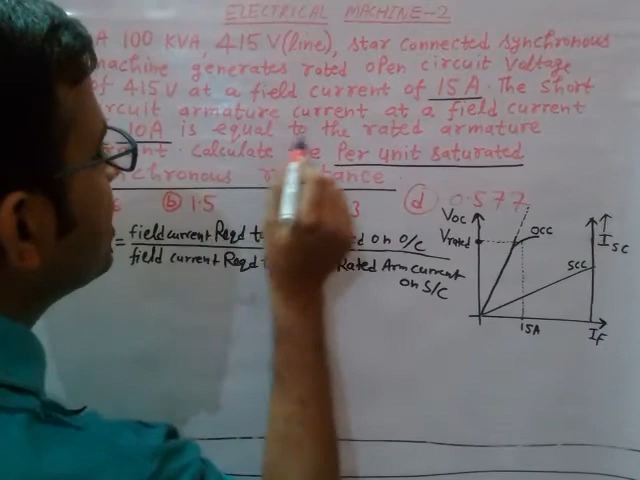 ELECTRICAL MACHINE-2
A 100 KVA, 415 V(line), star connected synchronous
machine generates rated open circuit voltage
of 415 V at a field current of 15 A. The short
circuit armature current at a field current
10A is equal to the rated armature
calculate Per unit saturated
b 1.5
d 0.577
= field current Reqd on O/C
field current Reqd Rated Arm current
on S/C
Voc
Vrated
OCC
SCC
Isc
15A
If